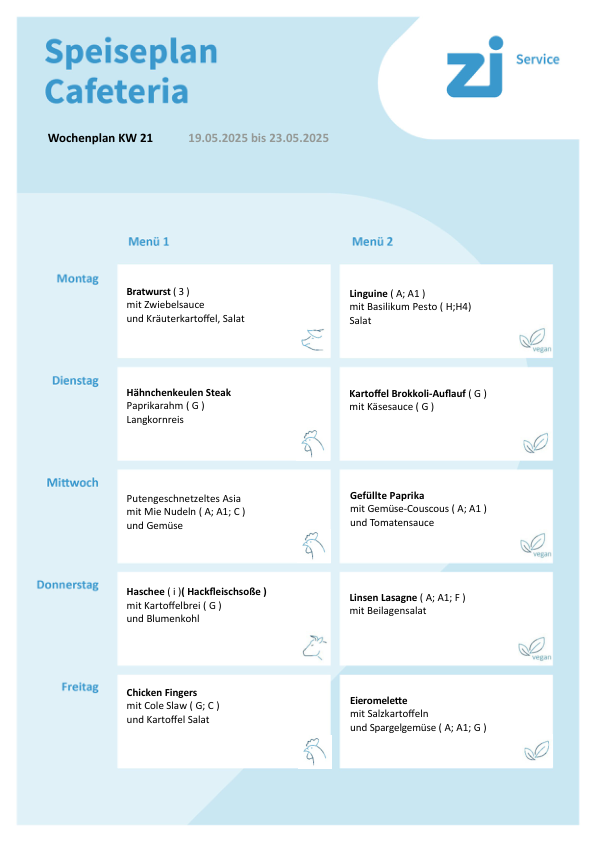 Speiseplan
Cafeteria
zi Service
Wochenplan KW 21 19.05.2025 bis 23.05.2025
Menü 1 Menü 2
Montag
Bratwurst ( 3 )
mit Zwiebelsauce
und Kräuterkartoffel, Salat
Linguine ( A; A1 )
mit Basilikum Pesto ( H;H4)
Salat
vegan
Dienstag
Hähnchenkeulen Steak
Paprikarahm ( G )
Langkornreis
Kartoffel Brokkoli-Auflauf ( G )
mit Käsesauce ( G )
Mittwoch
Putengeschnetzeltes Asia
mit Mie Nudeln ( A; A1; C )
und Gemüse
Gefüllte Paprika
mit Gemüse-Couscous ( A; A1 )
und Tomatensauce
vegan
Donnerstag
Haschee ( i )( Hackfleischsoße )
mit Kartoffelbrei ( G )
und Blumenkohl
Linsen Lasagne ( A; A1; F )
mit Beilagensalat
vegan
Freitag
Chicken Fingers
mit Cole Slaw ( G; C )
und Kartoffel Salat
Eieromelette
mit Salzkartoffeln
und Spargelgemüse ( A; A1; G )